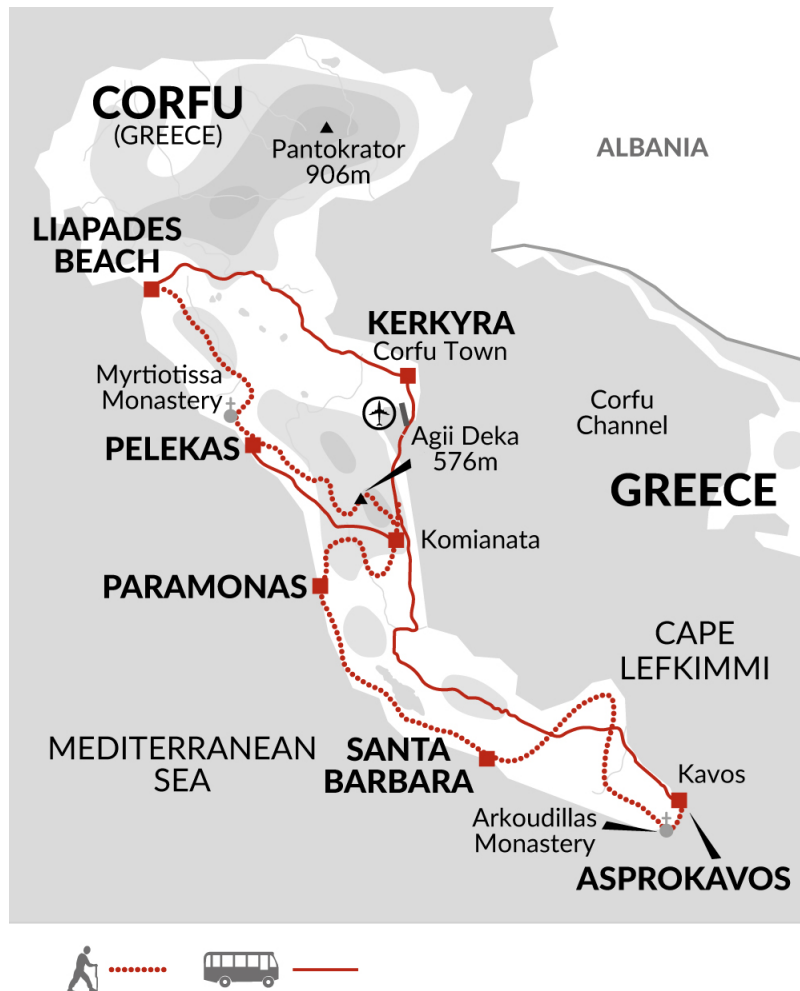 CORFU
(GREECE)
Pantokrator
906m
ALBANIA
LIAPADES
BEACH
KERKYRA
Corfu Town
Myrtiotissa
Monastery
Corfu
Channel
Agii Deka
576m
PELEKAS
GREECE
Komianata
PARAMONAS
CAPE
LEFKIMMI
MEDITERRANEAN
SEA
SANTA
BARBARA
Kavos
Arkoudillas
Monastery
ASPROKAVOS